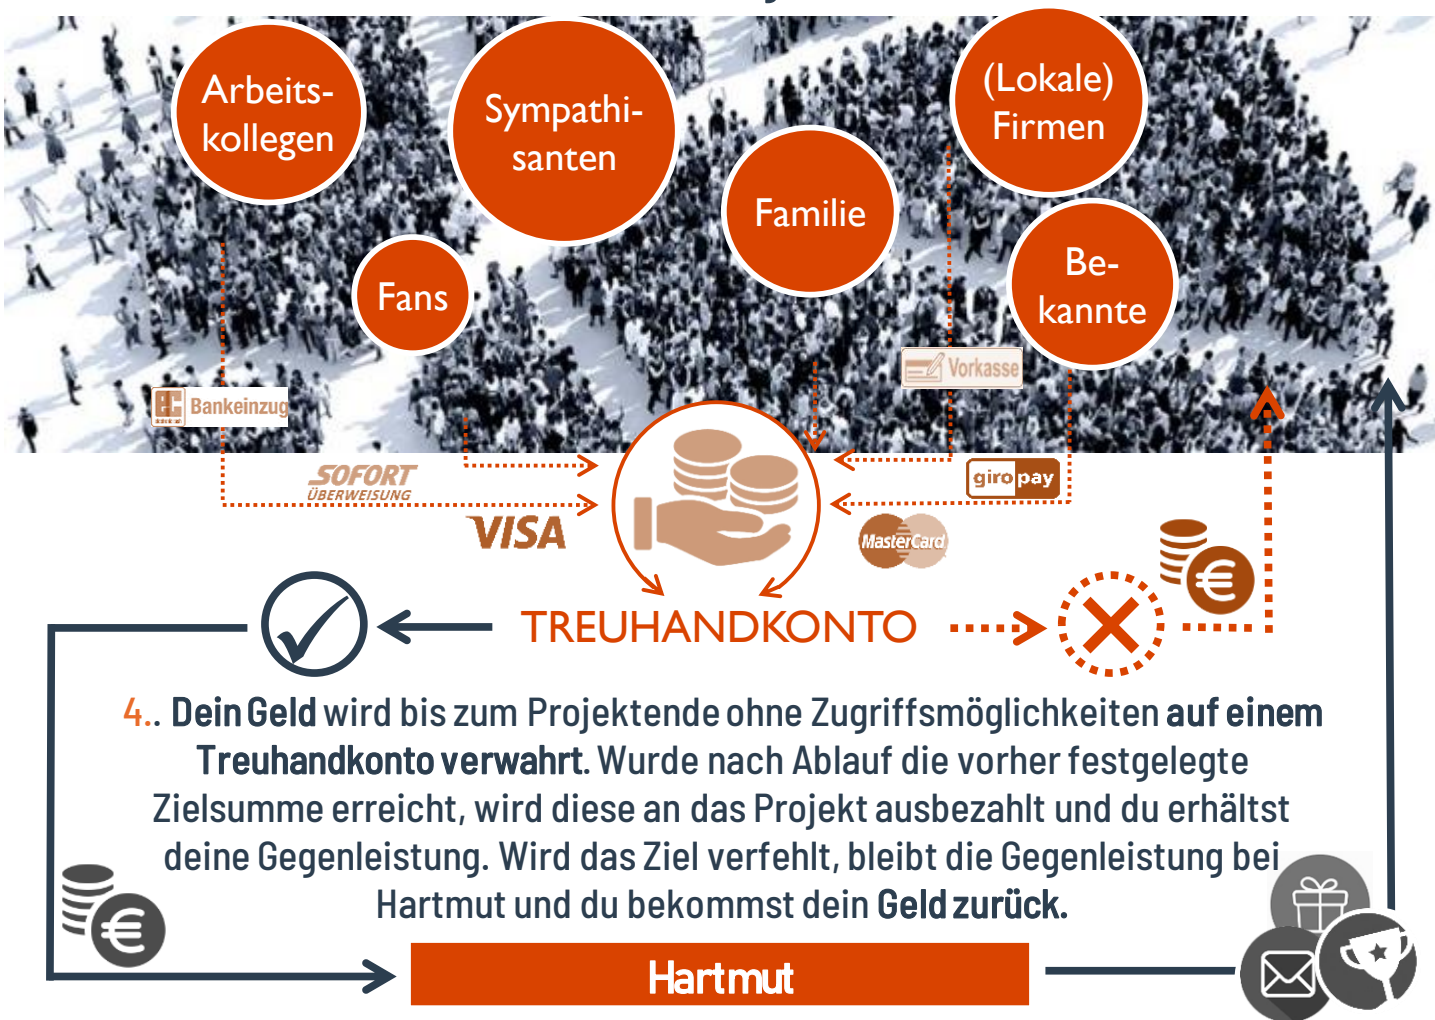 Arbeits-
kollegen
Sympathi-
santen
(Lokale)
Firmen
Familie
Be-
kannte
Fans
Vorkasse
Bankeinzug
SOFORT
ÜBERWEISUNG
giropay
VISA
MasterCard
TREUHANDKONTO
4.. Dein Geld wird bis zum Projektende ohne Zugriffsmöglichkeiten auf einem
Treuhandkonto verwahrt. Wurde nach Ablauf die vorher festgelegte
Zielsumme erreicht, wird diese an das Projekt ausbezahlt und du erhältst
deine Gegenleistung. Wird das Ziel verfehlt, bleibt die Gegenleistung bei
Hartmut und du bekommst dein Geld zurück.
Hartmut